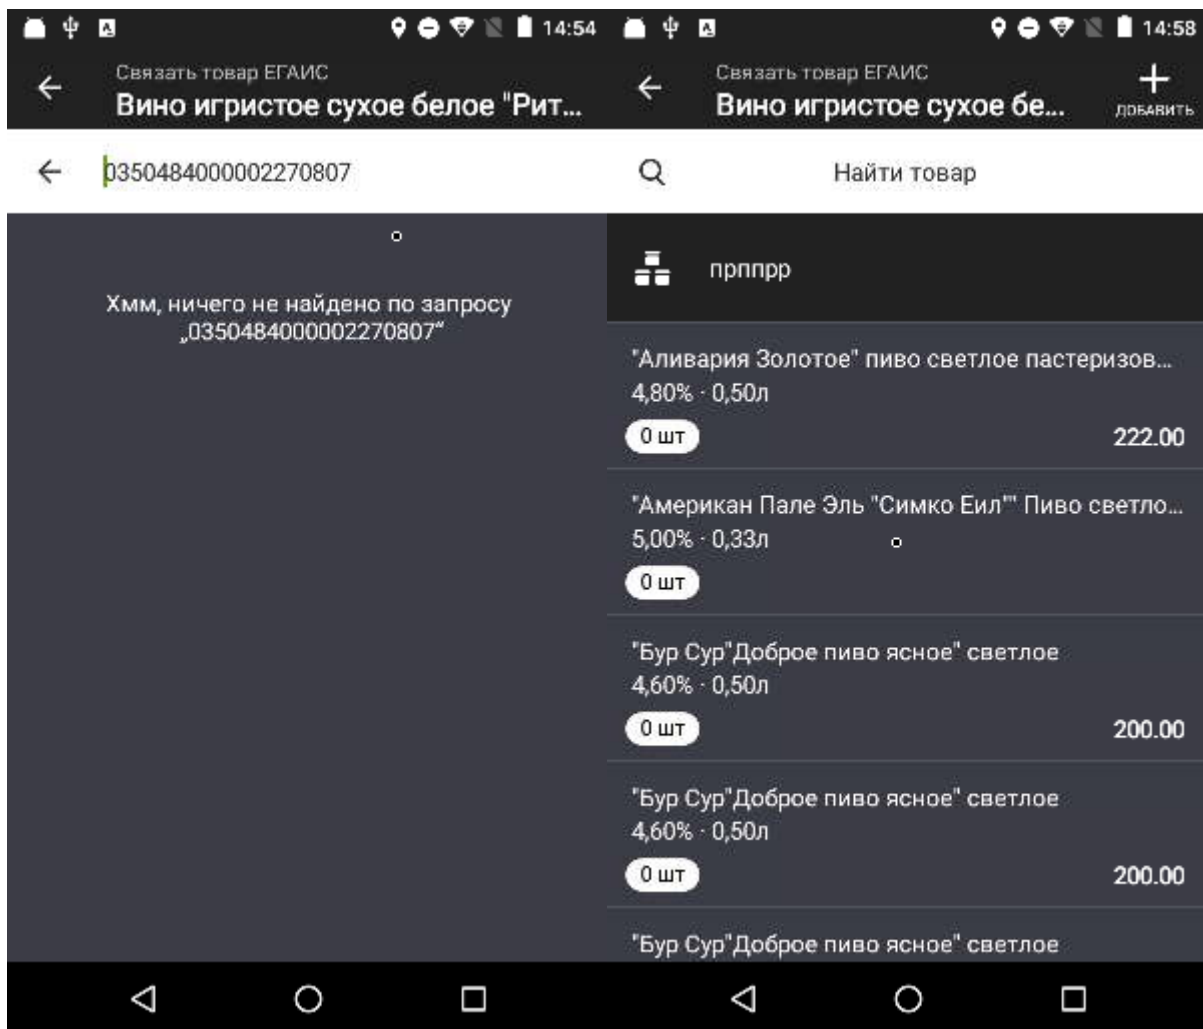 14:54
Связать товар ЕГАИС
Вино игристое сухое белое "Рит...
0350484000002270807
Хмм, ничего не найдено по запросу
„0350484000002270807“
14:58
Связать товар ЕГАИС
Вино игристое сухое бе...
ДОБАВИТЬ
Найти товар
прппрр
"Аливария Золотое" пиво светлое пастеризов...
4,80% · 0,50л
0 шт 222.00
"Американ Пале Эль "Симко Еил"" Пиво светло...
5,00% · 0,33л
0 шт
"Бур Сур"Доброе пиво ясное" светлое
4,60% · 0,50л
0 шт 200.00
"Бур Сур"Доброе пиво ясное" светлое
4,60% · 0,50л
0 шт 200.00
"Бур Сур"Доброе пиво ясное" светлое